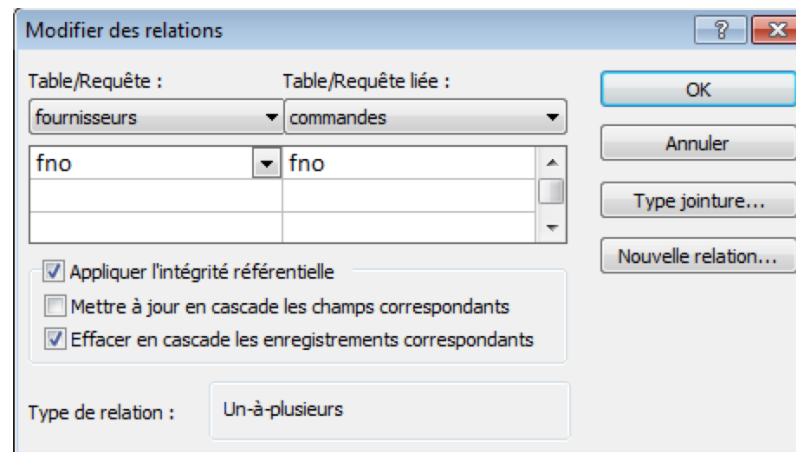 Modifier des relations
Table/Requête : Table/Requête liée :
fournisseurs commandes
fno fno
Appliquer l'intégrité référentielle
Mettre à jour en cascade les champs correspondants
Effacer en cascade les enregistrements correspondants
Type de relation : Un-à-plusieurs
OK
Annuler
Type jointure...
Nouvelle relation...